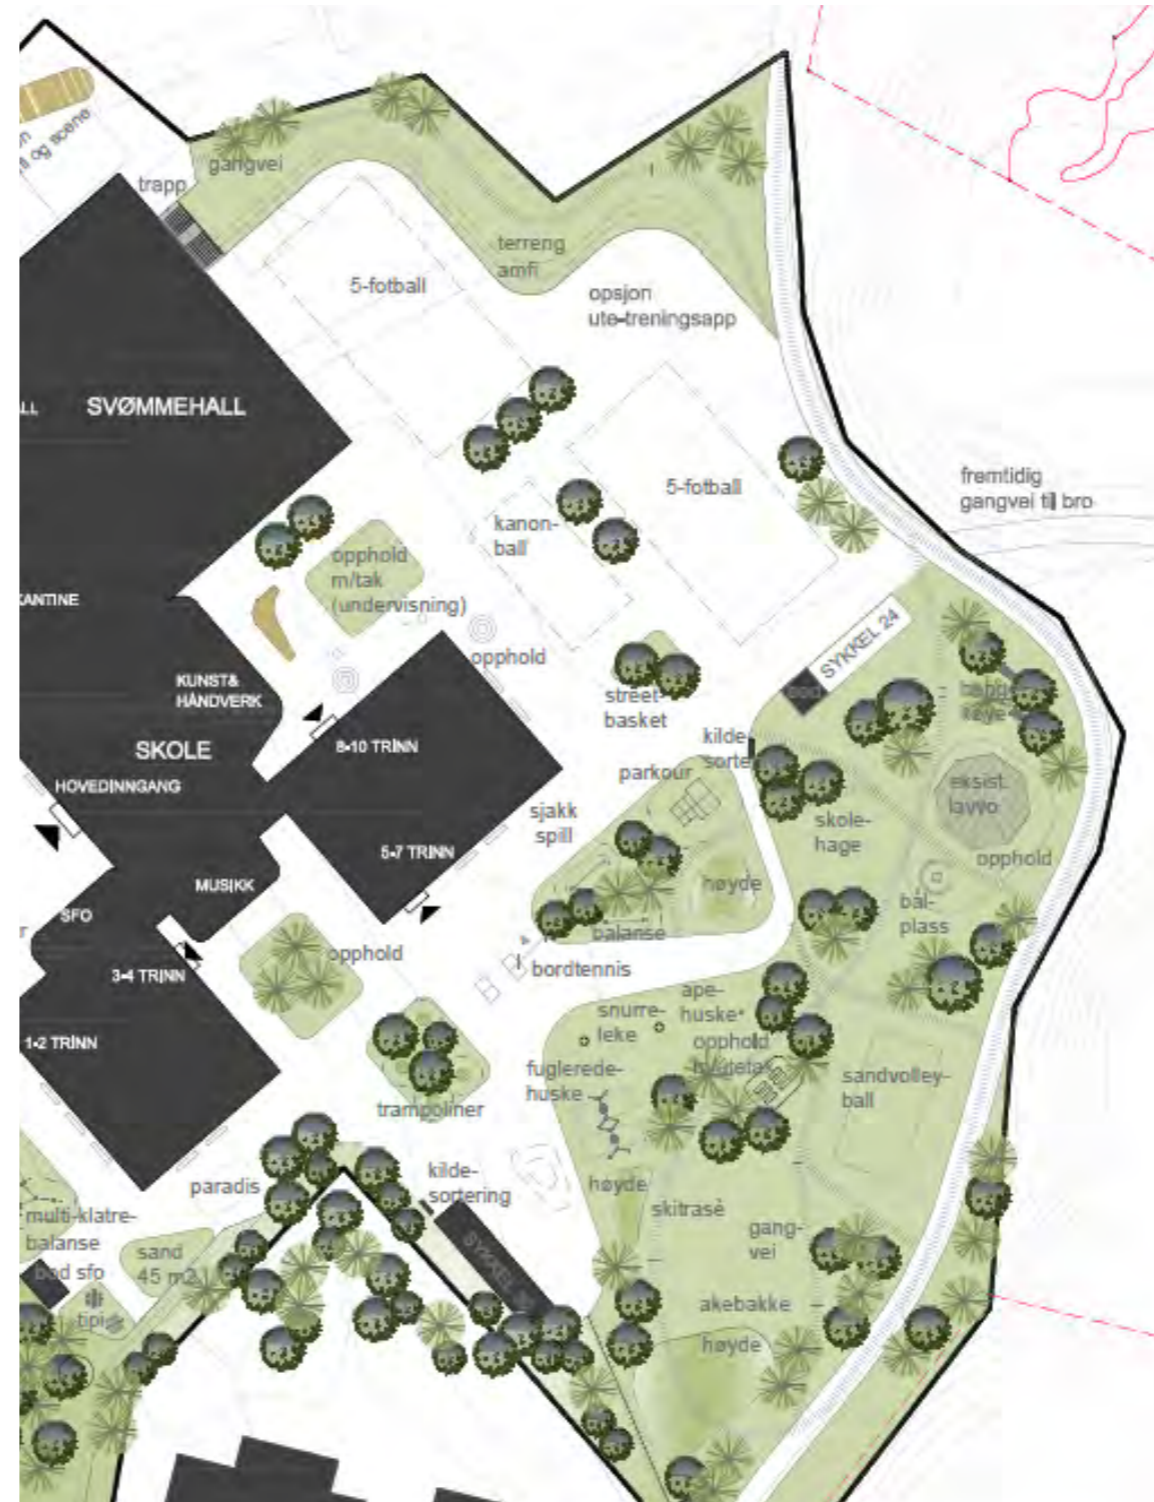 og scene
gangvei
trapp
terreng
amfi
5-fotball
opsjon
ute-treningsapp
SVØMMEHALL
5-fotball
fremtidig
gangvei til bro
kanon-
ball
opphold
m/tak
(undervisning)
KANTINE
SYKKEL 24
opphold
KUNST&
HÅNDVERK
street-
basket
bod
kilde
sorte
8-10 TRINN
SKOLE
parkour
HOVEDINNGANG
eksist.
lavvo
sjakk
spill
skole-
hage
opphold
5-7 TRINN
MUSIKK
høyde
SFO
bål-
plass
balanse
opphold
bordtennis
3-4 TRINN
ape-
huske
snurre-
leke
opphold
1-2 TRINN
fuglerede-
huske
sandvolley-
ball
trampoliner
kilde-
sortering
paradis
høyde
skitrasè
multi-klatre-
balanse
gang-
vei
sand
45 m2
bod sfo
SYKKEL
akebakke
tipi
høyde